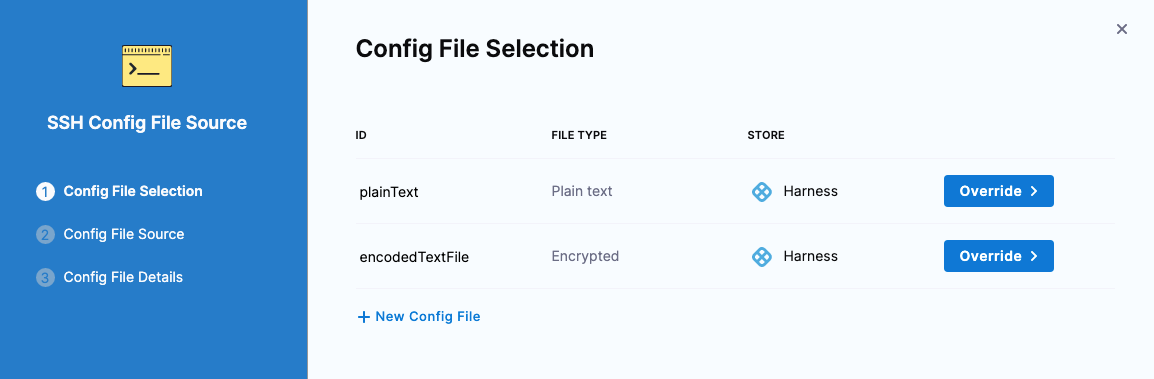 SSH Config File Source
1 Config File Selection
2 Config File Source
3 Config File Details
Config File Selection
ID FILE TYPE STORE
plainText Plain text Harness Override
encodedTextFile Encrypted Harness Override
+ New Config File